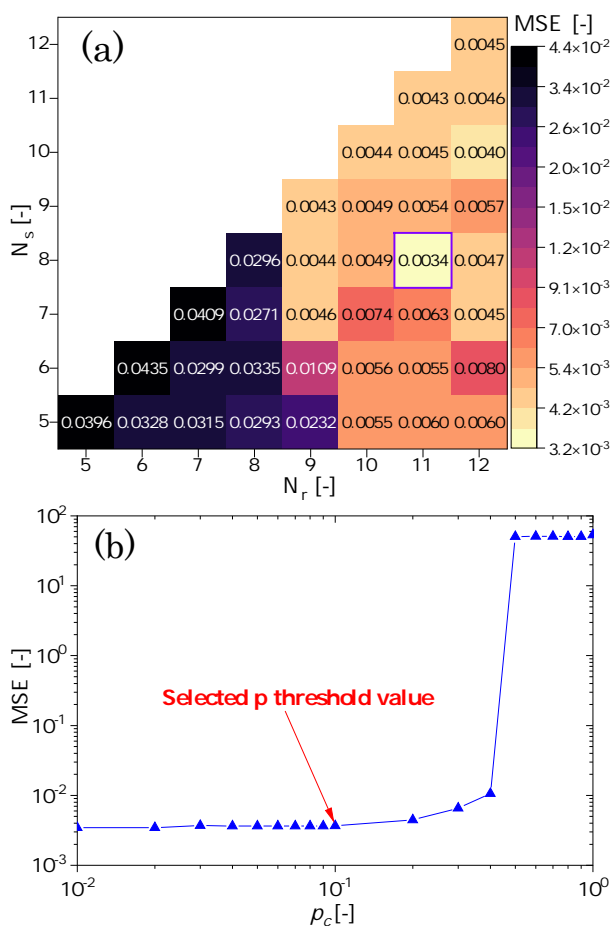 MSE [-]
(a)
12
0.0045
4.4×10⁻²
11
0.0043 0.0046
3.4×10⁻²
10
0.0044 0.0045 0.0040
2.6×10⁻²
2.0×10⁻²
9
0.0043 0.0049 0.0054 0.0057
1.5×10⁻²
N_s [-]
8
0.0296 0.0044 0.0049 0.0034 0.0047
1.2×10⁻²
9.1×10⁻³
7
0.0409 0.0271 0.0046 0.0074 0.0063 0.0045
7.0×10⁻³
6
0.0435 0.0299 0.0335 0.0109 0.0056 0.0055 0.0080
5.4×10⁻³
4.2×10⁻³
5
0.0396 0.0328 0.0315 0.0293 0.0232 0.0055 0.0060 0.0060
3.2×10⁻³
5 6 7 8 9 10 11 12
N_r [-]
(b)
10²
10¹
10⁰
10⁻¹
10⁻²
10⁻³
MSE [-]
Selected p threshold value
10⁻² 10⁻¹ 10⁰
p_c [-]